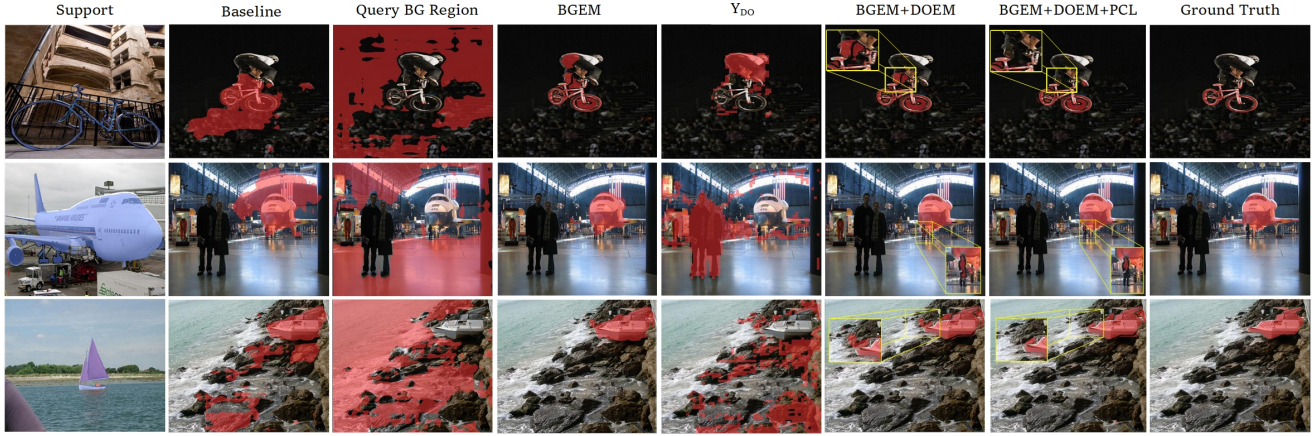 Support
Baseline
Query BG Region
BGEM
Y_DO
BGEM+DOEM
BGEM+DOEM+PCL
Ground Truth